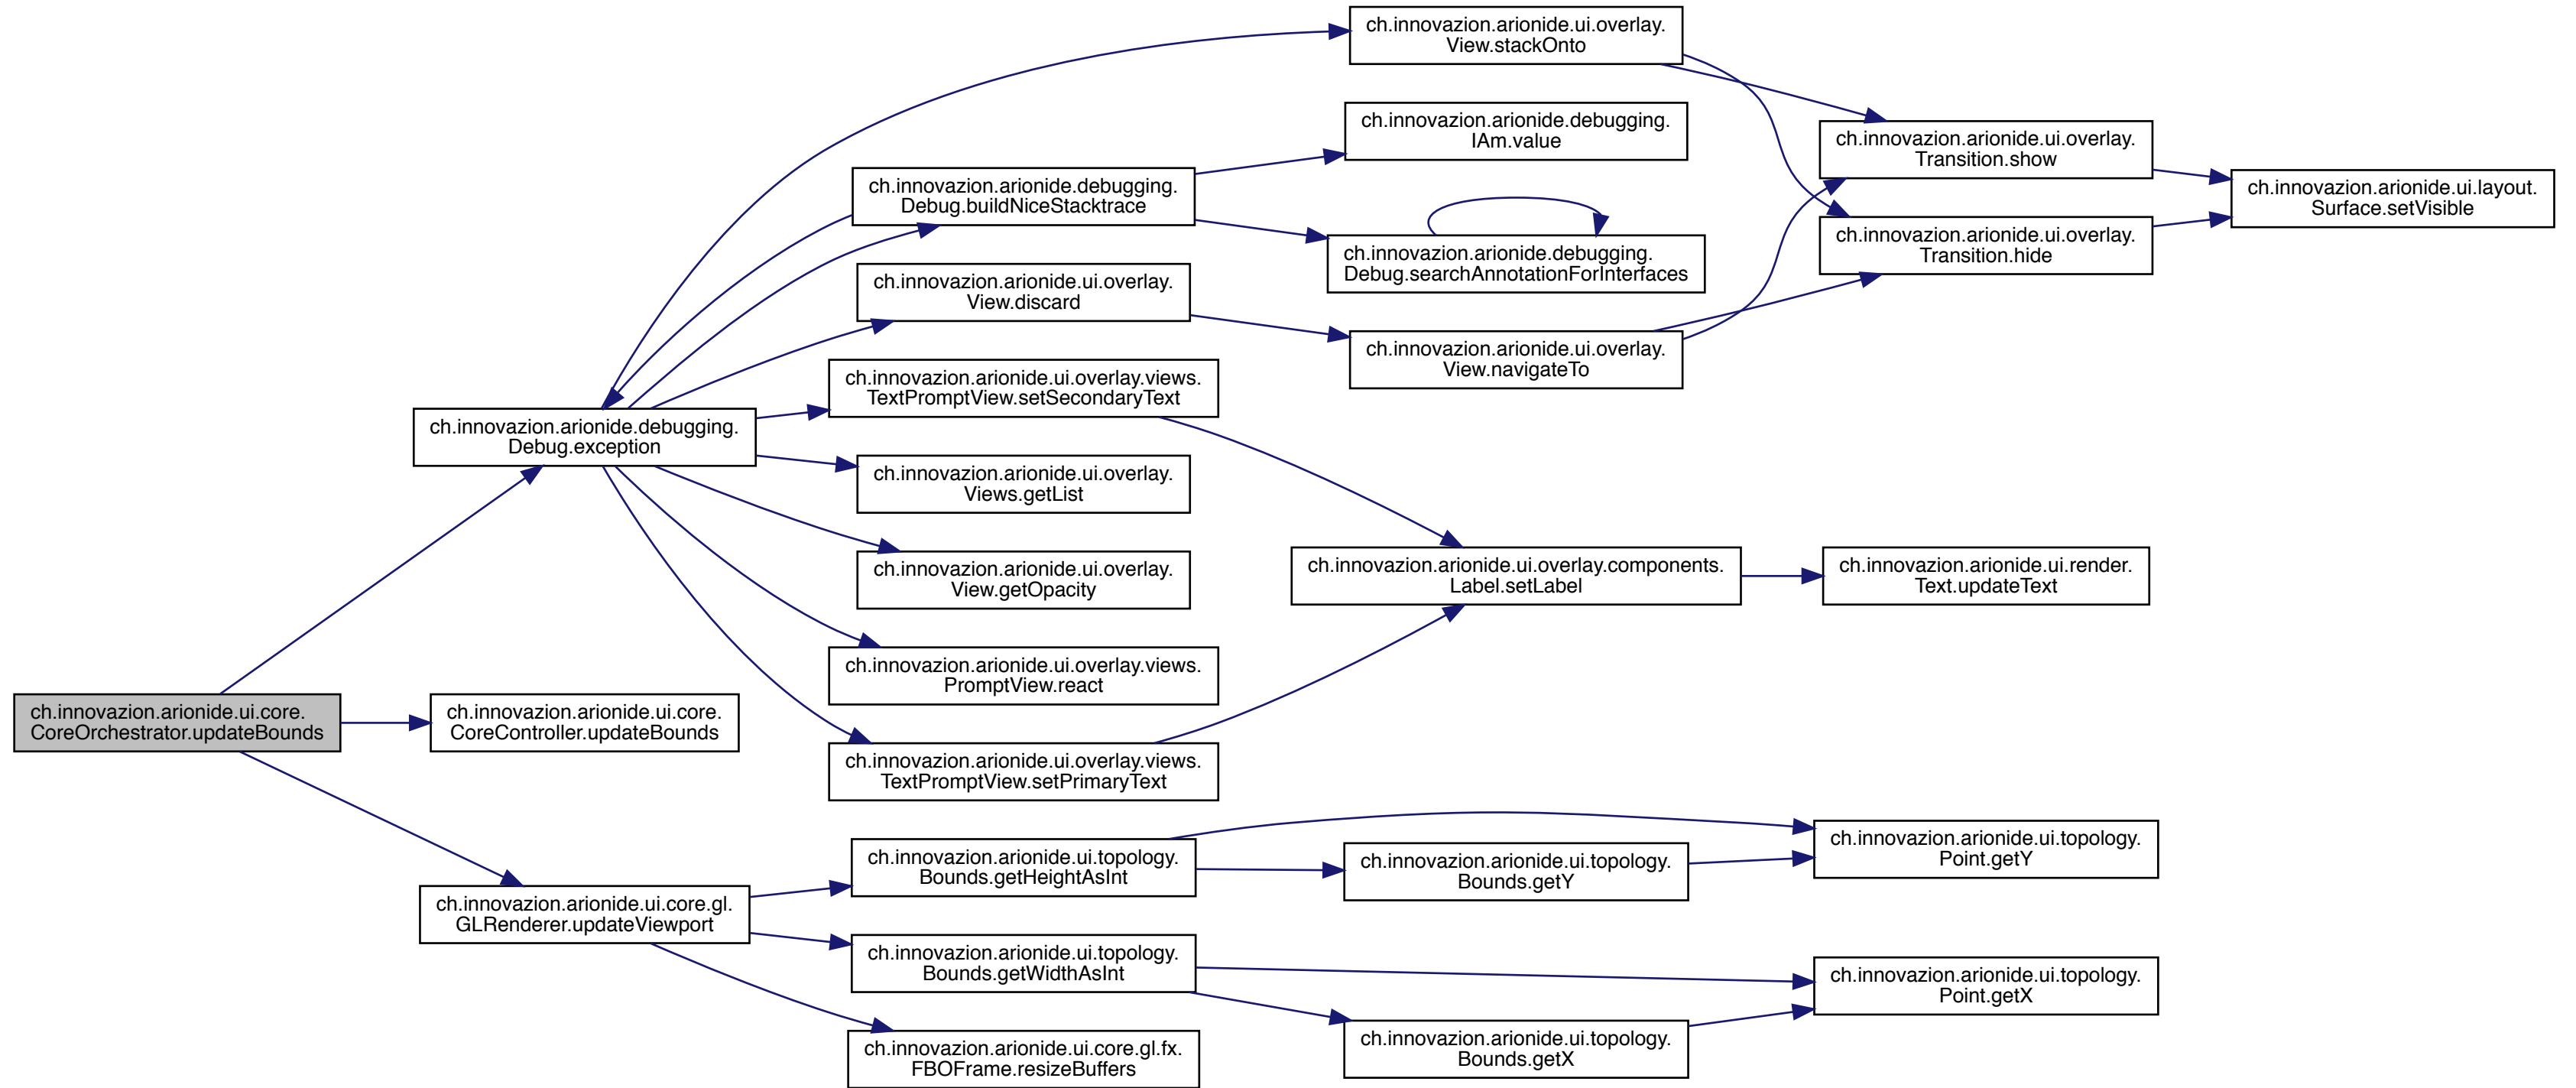 ch.innovazion.arionide.ui.core.
CoreOrchestrator.updateBounds
ch.innovazion.arionide.debugging.
Debug.exception
ch.innovazion.arionide.ui.core.
CoreController.updateBounds
ch.innovazion.arionide.ui.core.gl.
GLRenderer.updateViewport
ch.innovazion.arionide.debugging.
Debug.buildNiceStacktrace
ch.innovazion.arionide.ui.overlay.
View.discard
ch.innovazion.arionide.ui.overlay.views.
TextPromptView.setSecondaryText
ch.innovazion.arionide.ui.overlay.
Views.getList
ch.innovazion.arionide.ui.overlay.
View.getOpacity
ch.innovazion.arionide.ui.overlay.views.
PromptView.react
ch.innovazion.arionide.ui.overlay.views.
TextPromptView.setPrimaryText
ch.innovazion.arionide.ui.topology.
Bounds.getHeightAsInt
ch.innovazion.arionide.ui.topology.
Bounds.getWidthAsInt
ch.innovazion.arionide.ui.core.gl.fx.
FBOFrame.resizeBuffers
ch.innovazion.arionide.ui.overlay.
View.stackOnto
ch.innovazion.arionide.debugging.
IAm.value
ch.innovazion.arionide.debugging.
Debug.searchAnnotationForInterfaces
ch.innovazion.arionide.ui.overlay.
View.navigateTo
ch.innovazion.arionide.ui.overlay.components.
Label.setLabel
ch.innovazion.arionide.ui.topology.
Bounds.getY
ch.innovazion.arionide.ui.topology.
Bounds.getX
ch.innovazion.arionide.ui.overlay.
Transition.show
ch.innovazion.arionide.ui.overlay.
Transition.hide
ch.innovazion.arionide.ui.render.
Text.updateText
ch.innovazion.arionide.ui.topology.
Point.getY
ch.innovazion.arionide.ui.topology.
Point.getX
ch.innovazion.arionide.ui.layout.
Surface.setVisible